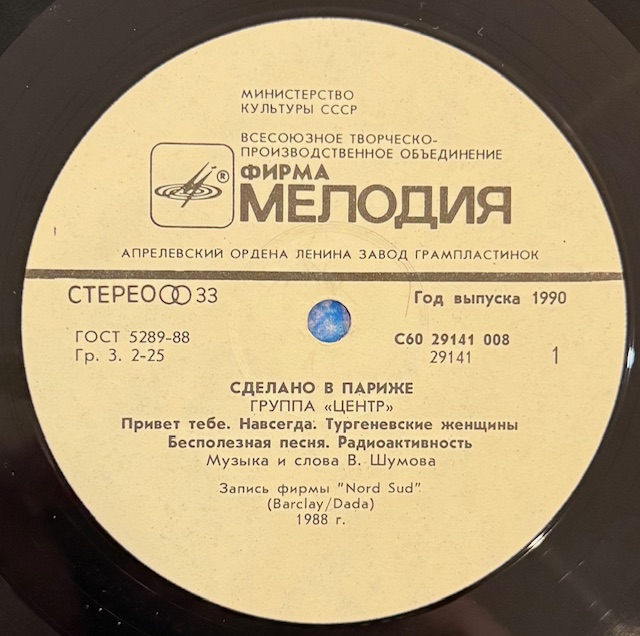 МИНИСТЕРСТВО
КУЛЬТУРЫ СССР
ВСЕСОЮЗНОЕ ТВОРЧЕСКО-
ПРОИЗВОДСТВЕННОЕ ОБЪЕДИНЕНИЕ
®
ФИРМА
МЕЛОДИЯ
АПРЕЛЕВСКИЙ ОРДЕНА ЛЕНИНА ЗАВОД ГРАМПЛАСТИНОК
СТЕРЕО 33
Год выпуска 1990
ГОСТ 5289-88
Гр. 3. 2-25
С60 29141 008
29141
1
СДЕЛАНО В ПАРИЖЕ
ГРУППА «ЦЕНТР»
Привет тебе. Навсегда. Тургеневские женщины
Бесполезная песня. Радиоактивность
Музыка и слова В. Шумова
Запись фирмы "Nord Sud"
(Barclay/Dada)
1988 г.